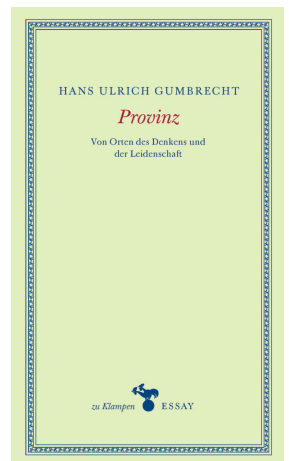 HANS ULRICH GUMBRECHT
Provinz
Von Orten des Denkens und
der Leidenschaft
zu Klampen ESSAY